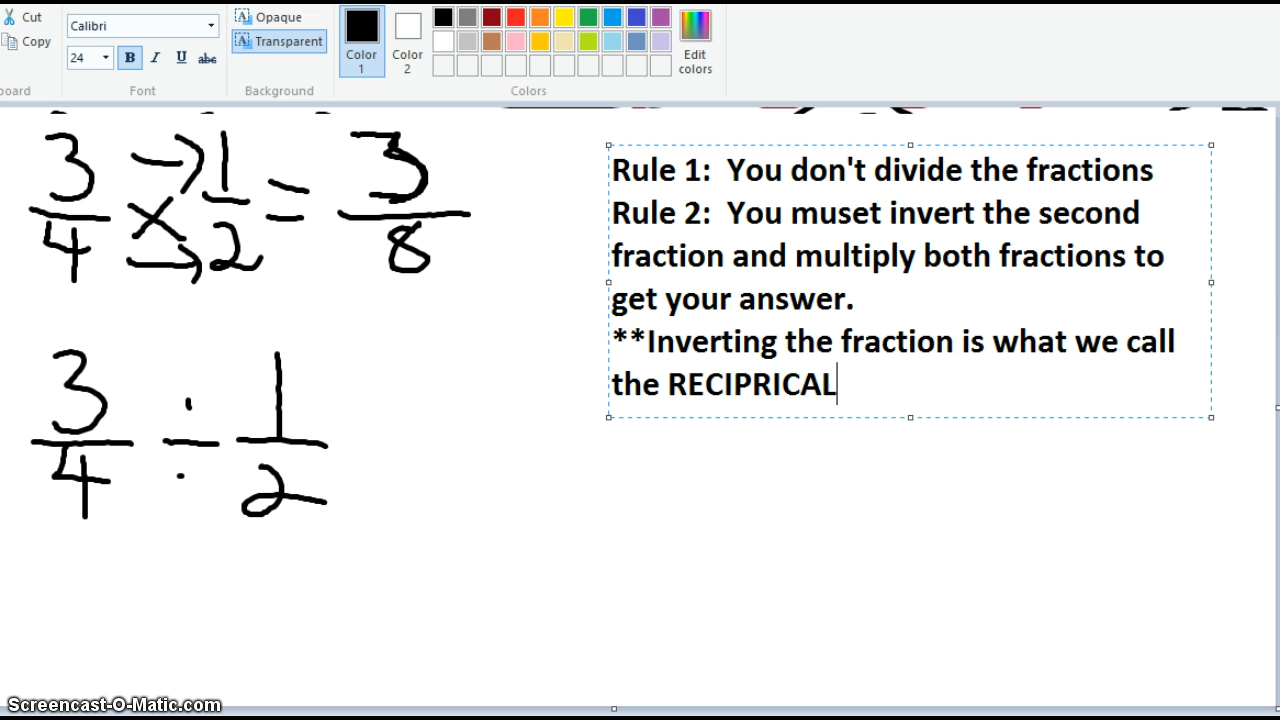 Cut
Calibri
Opaque
Copy
24
B I U abc
Transparent
Color 1
Color 2
Edit colors
oard
Font
Background
Colors
3/4 x 1/2 = 3/8
3/4 ÷ 1/2
Rule 1: You don't divide the fractions
Rule 2: You muset invert the second
fraction and multiply both fractions to
get your answer.
**Inverting the fraction is what we call
the RECIPRICAL
Screencast-O-Matic.com